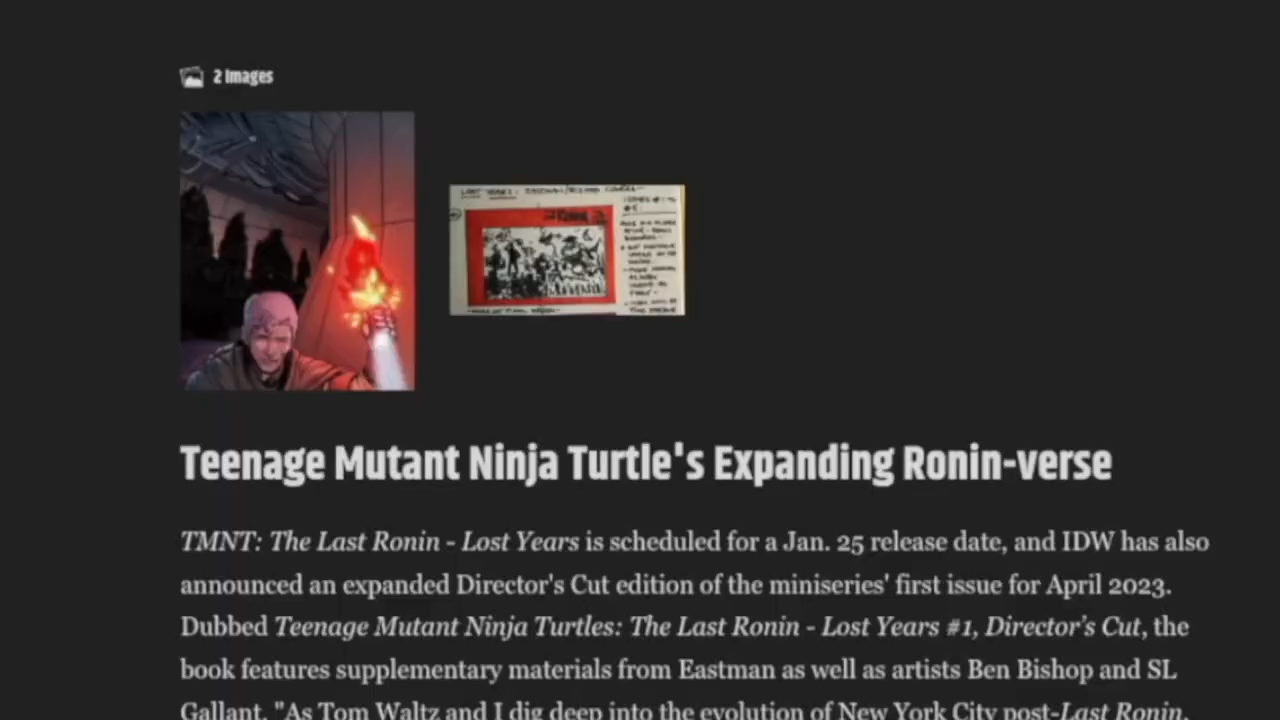 2 Images
LOST YEARS:
Teenage Mutant Ninja Turtle's Expanding Ronin-verse
TMNT: The Last Ronin - Lost Years is scheduled for a Jan. 25 release date, and IDW has also
announced an expanded Director's Cut edition of the miniseries' first issue for April 2023.
Dubbed Teenage Mutant Ninja Turtles: The Last Ronin - Lost Years #1, Director's Cut, the
book features supplementary materials from Eastman as well as artists Ben Bishop and SL
Gallant. "As Tom Waltz and I dig deep into the evolution of New York City post-Last Ronin,